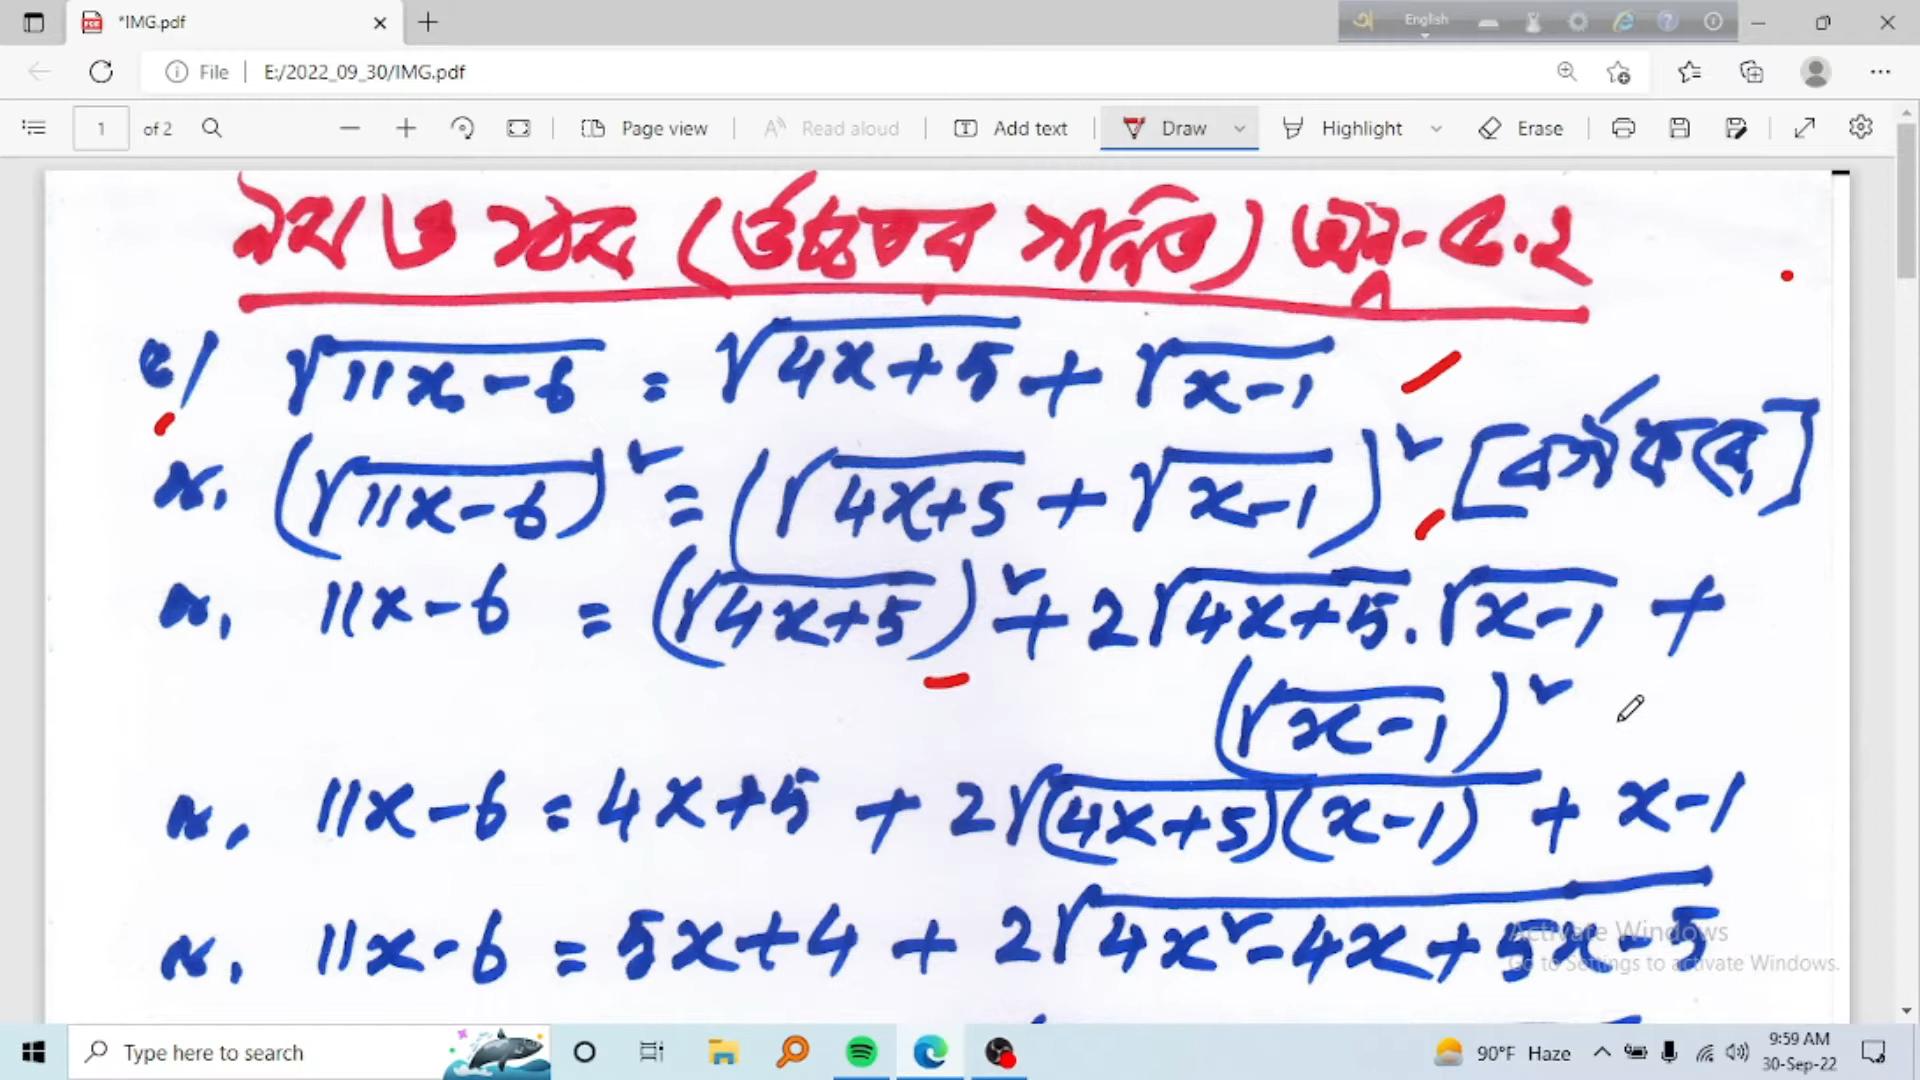 *IMG.pdf
English
File E:/2022_09_30/IMG.pdf
1 of 2 Page view Read aloud Add text Draw Highlight Erase
নবম ও দশম (উচ্চতর গণিত) অনু-৫.২
৫/ √(11x-6) = √(4x+5) + √(x-1)
বা, (√(11x-6))² = (√(4x+5) + √(x-1))² [বর্গ করে]
বা, 11x-6 = (√(4x+5))² + 2√(4x+5).√(x-1) +
(√(x-1))²
বা, 11x-6 = 4x+5 + 2√((4x+5)(x-1)) + x-1
বা, 11x-6 = 5x+4 + 2√(4x²-4x+5x-5)
Activate Windows
Go to Settings to activate Windows.
Type here to search
90°F Haze
9:59 AM
30-Sep-22